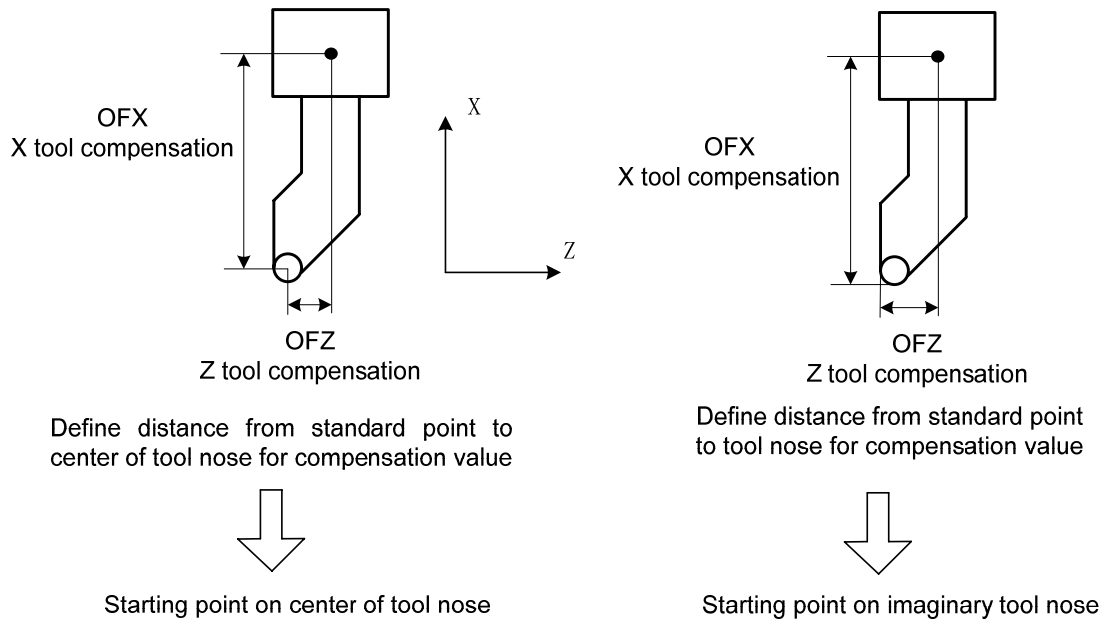 OFX
X tool compensation
X
Z
OFZ
Z tool compensation
Define distance from standard point to
center of tool nose for compensation value
Starting point on center of tool nose
OFX
X tool compensation
OFZ
Z tool compensation
Define distance from standard point
to tool nose for compensation value
Starting point on imaginary tool nose